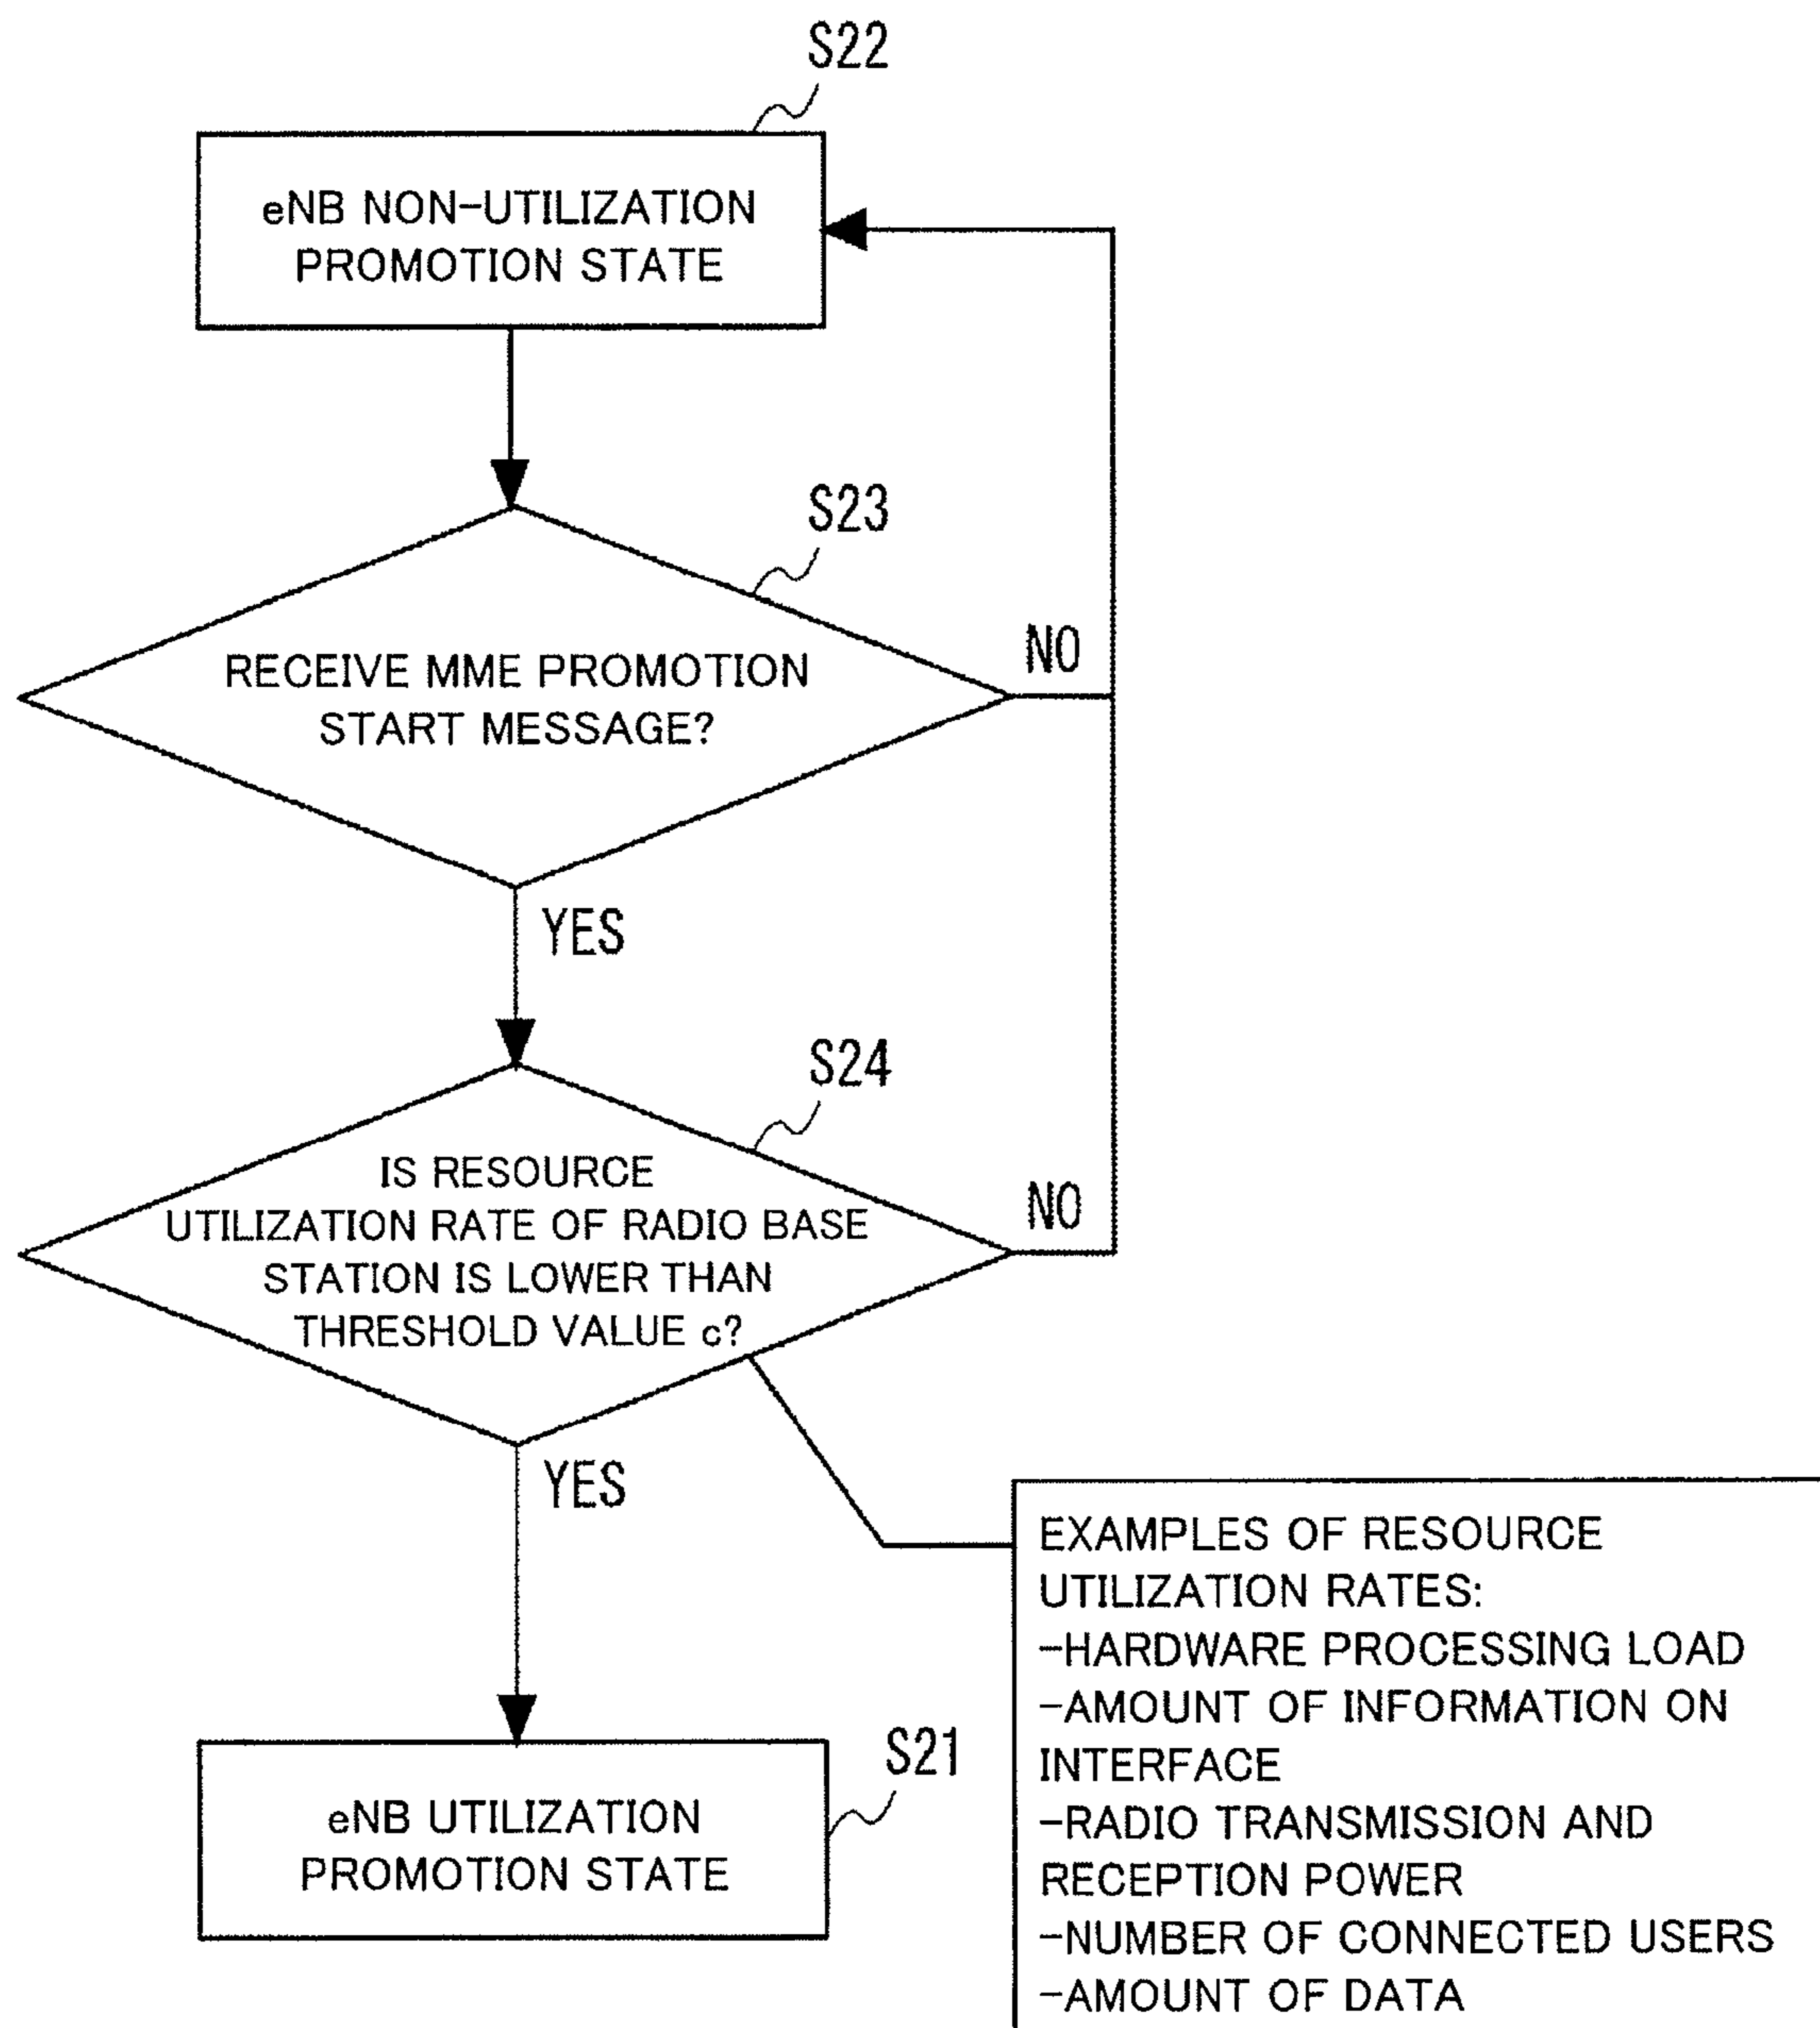 S22
eNB NON-UTILIZATION
PROMOTION STATE
S23
RECEIVE MME PROMOTION
START MESSAGE?
NO
YES
S24
IS RESOURCE
UTILIZATION RATE OF RADIO BASE
STATION IS LOWER THAN
THRESHOLD VALUE c?
NO
YES
S21
eNB UTILIZATION
PROMOTION STATE
EXAMPLES OF RESOURCE
UTILIZATION RATES:
-HARDWARE PROCESSING LOAD
-AMOUNT OF INFORMATION ON
INTERFACE
-RADIO TRANSMISSION AND
RECEPTION POWER
-NUMBER OF CONNECTED USERS
-AMOUNT OF DATA